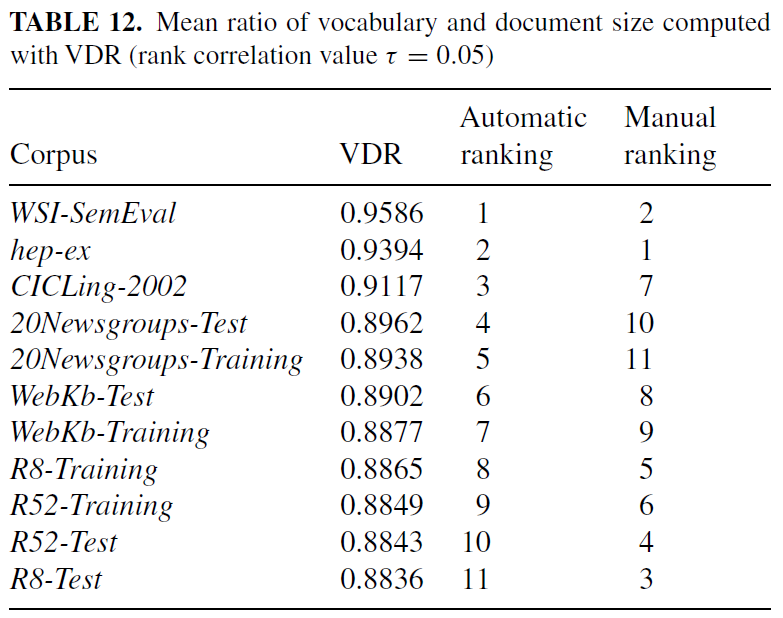 TABLE 12. Mean ratio of vocabulary and document size computed
with VDR (rank correlation value τ = 0.05)
Automatic Manual
Corpus VDR ranking ranking
WSI-SemEval 0.9586 1 2
hep-ex 0.9394 2 1
CICLing-2002 0.9117 3 7
20Newsgroups-Test 0.8962 4 10
20Newsgroups-Training 0.8938 5 11
WebKb-Test 0.8902 6 8
WebKb-Training 0.8877 7 9
R8-Training 0.8865 8 5
R52-Training 0.8849 9 6
R52-Test 0.8843 10 4
R8-Test 0.8836 11 3